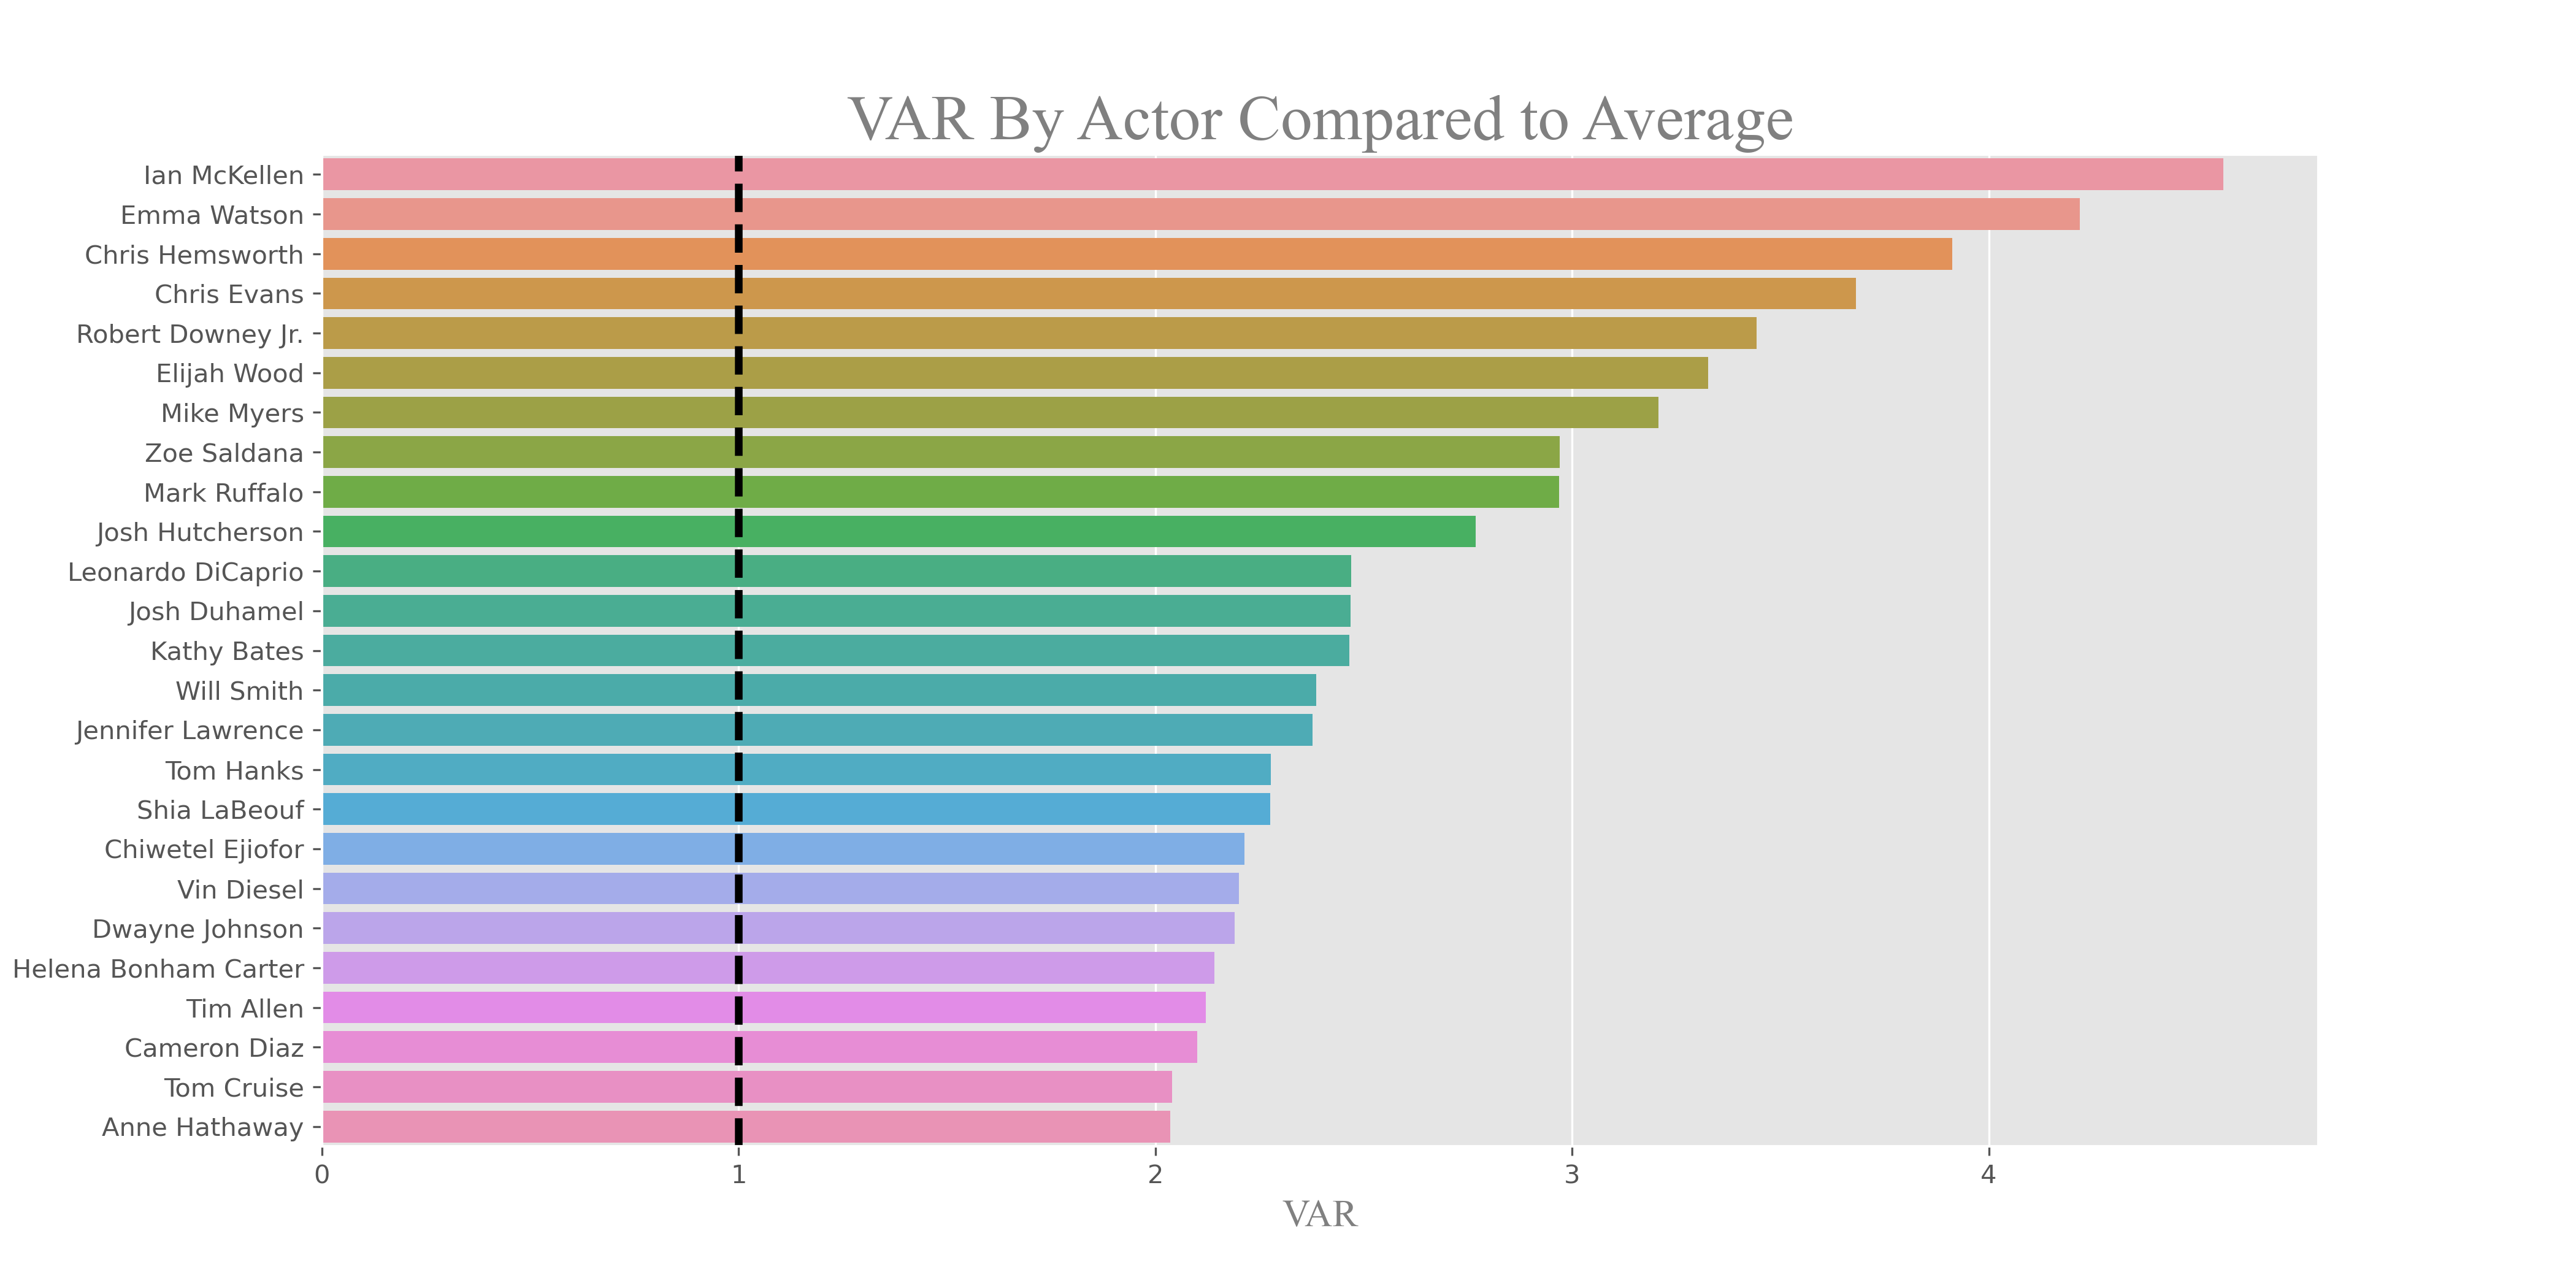 VAR By Actor Compared to Average
Ian McKellen
Emma Watson
Chris Hemsworth
Chris Evans
Robert Downey Jr.
Elijah Wood
Mike Myers
Zoe Saldana
Mark Ruffalo
Josh Hutcherson
Leonardo DiCaprio
Josh Duhamel
Kathy Bates
Will Smith
Jennifer Lawrence
Tom Hanks
Shia LaBeouf
Chiwetel Ejiofor
Vin Diesel
Dwayne Johnson
Helena Bonham Carter
Tim Allen
Cameron Diaz
Tom Cruise
Anne Hathaway
0 1 2 3 4
VAR